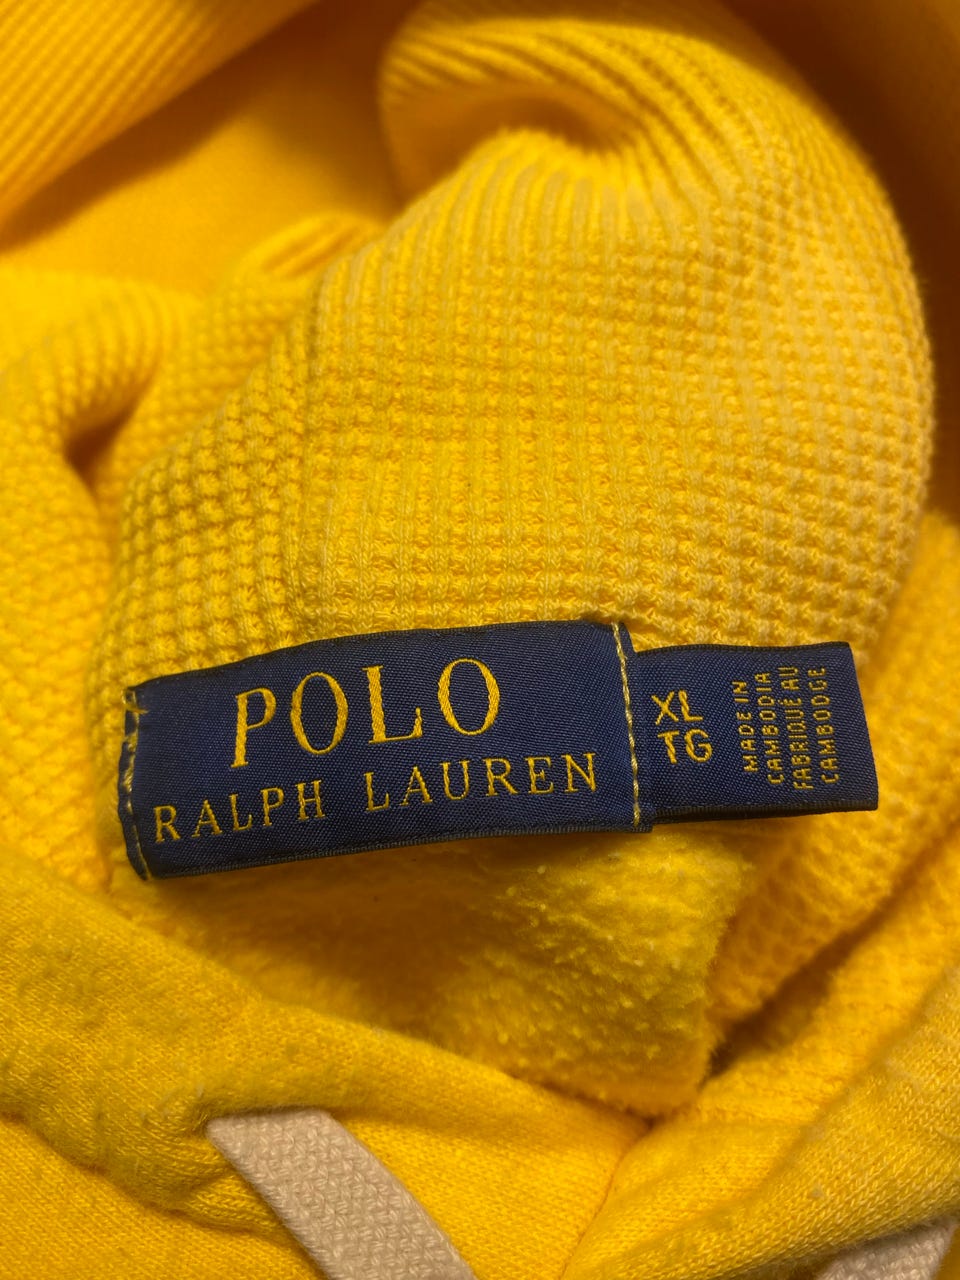 POLO
RALPH LAUREN
XL
TG
MADE IN
CAMBODIA
FABRIQUÉ AU
CAMBODGE